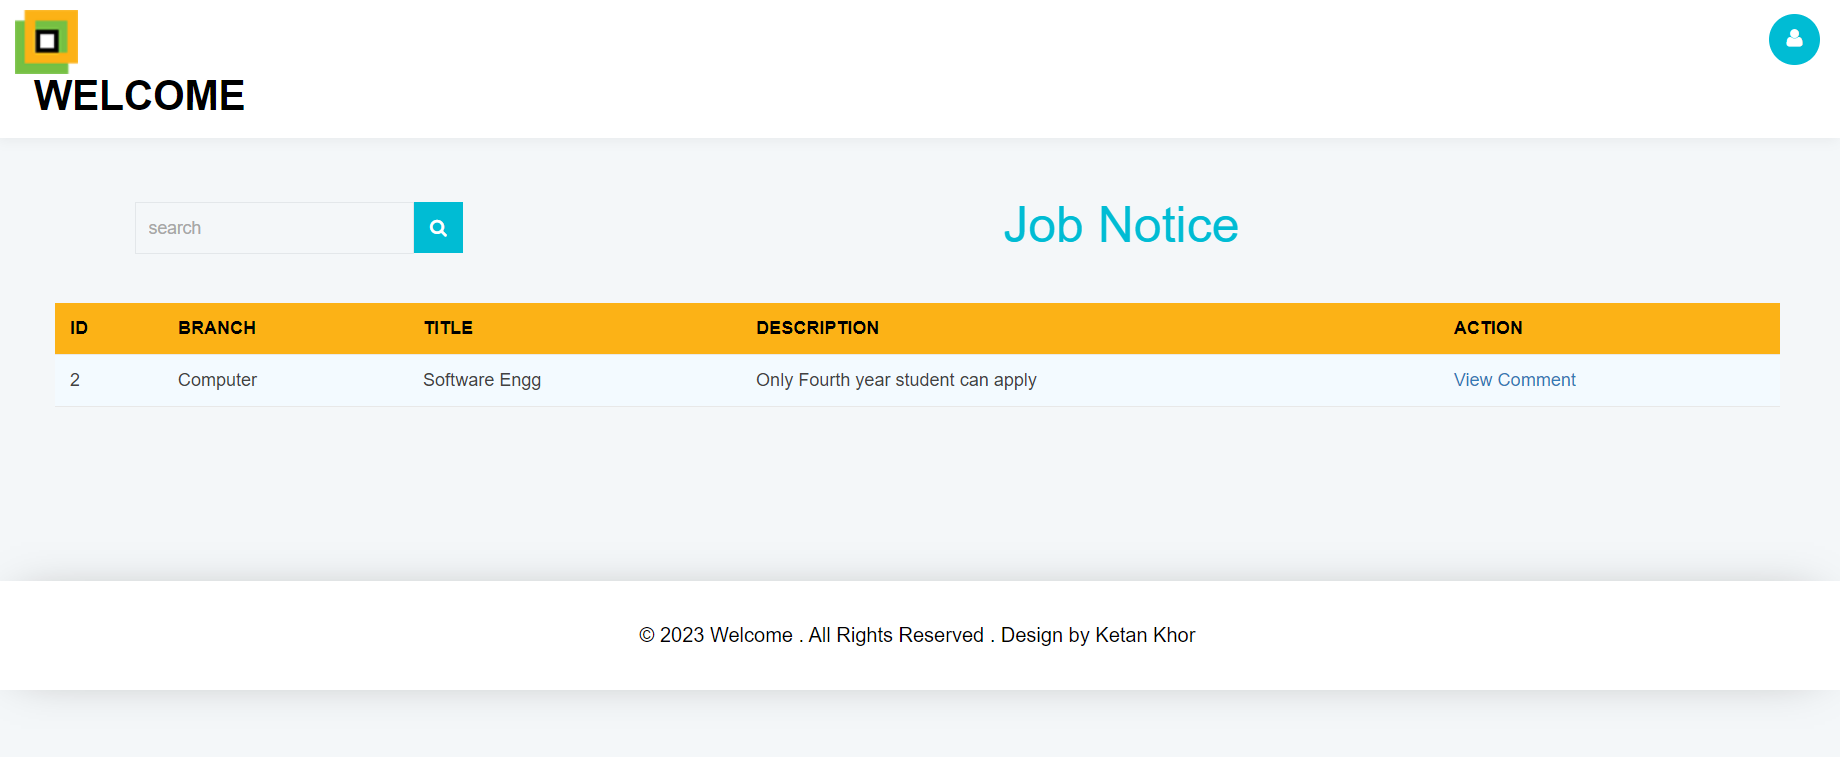 WELCOME
search
Job Notice
ID BRANCH TITLE DESCRIPTION ACTION
2 Computer Software Engg Only Fourth year student can apply View Comment
© 2023 Welcome . All Rights Reserved . Design by Ketan Khor